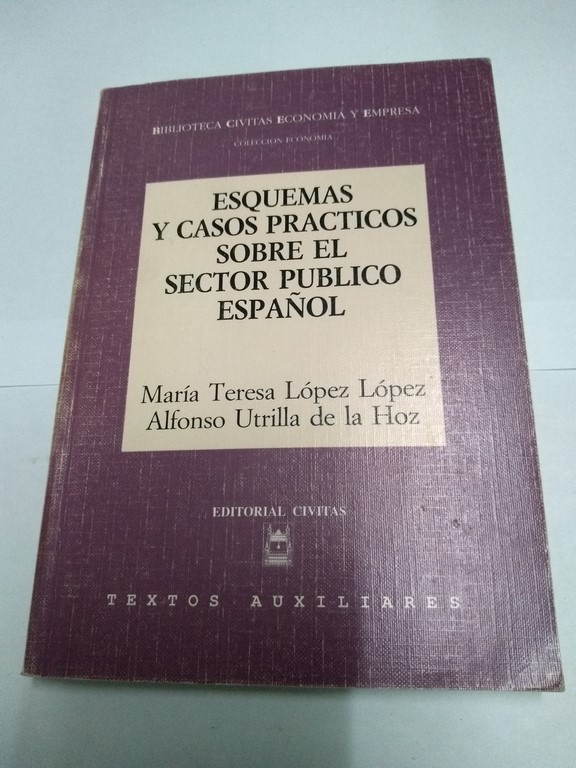 BIBLIOTECA CIVITAS ECONOMIA Y EMPRESA
COLECCION ECONOMIA
ESQUEMAS
Y CASOS PRACTICOS
SOBRE EL
SECTOR PUBLICO
ESPAÑOL
María Teresa López López
Alfonso Utrilla de la Hoz
EDITORIAL CIVITAS
TEXTOS AUXILIARES